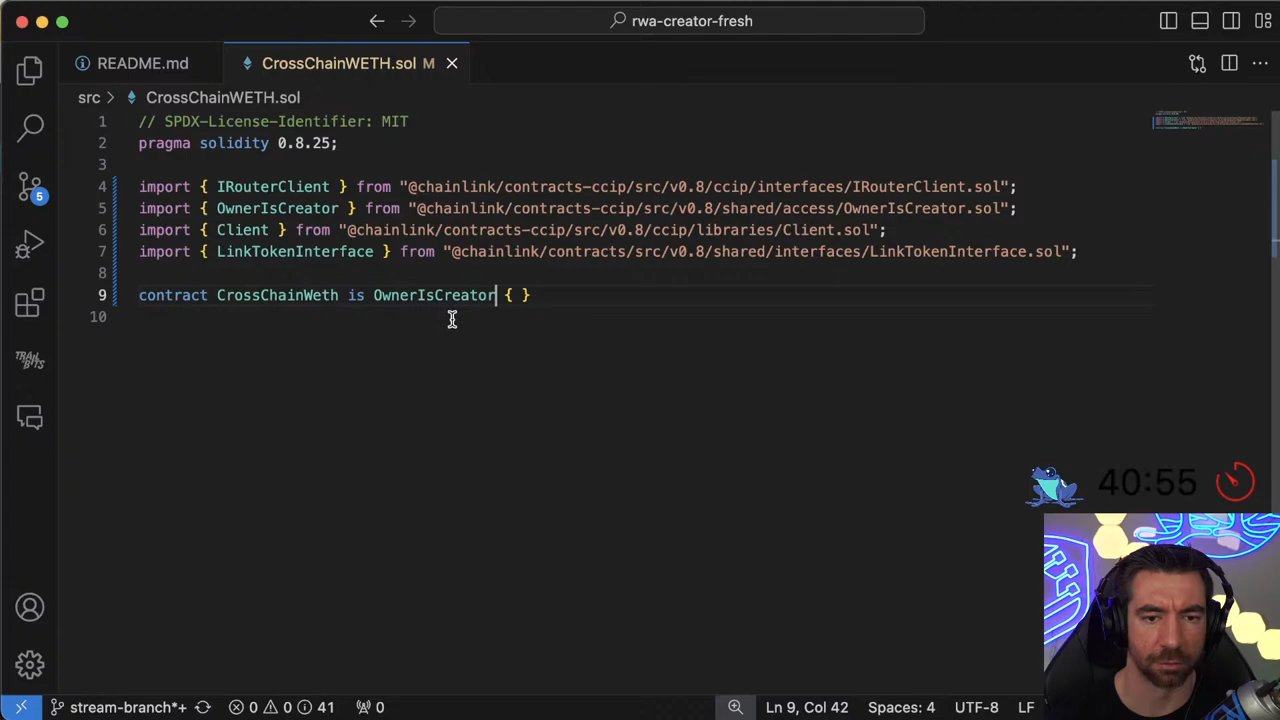 rwa-creator-fresh
README.md
CrossChainWETH.sol M
src > CrossChainWETH.sol
1 // SPDX-License-Identifier: MIT
2 pragma solidity 0.8.25;
3
4 import { IRouterClient } from "@chainlink/contracts-ccip/src/v0.8/ccip/interfaces/IRouterClient.sol";
5 import { OwnerIsCreator } from "@chainlink/contracts-ccip/src/v0.8/shared/access/OwnerIsCreator.sol";
6 import { Client } from "@chainlink/contracts-ccip/src/v0.8/ccip/libraries/Client.sol";
7 import { LinkTokenInterface } from "@chainlink/contracts-ccip/src/v0.8/shared/interfaces/LinkTokenInterface.sol";
8
9 contract CrossChainWeth is OwnerIsCreator { }
10
5
TRAIL OF BITS
40:55
stream-branch*+ 0 0 41 0 Ln 9, Col 42 Spaces: 4 UTF-8 LF